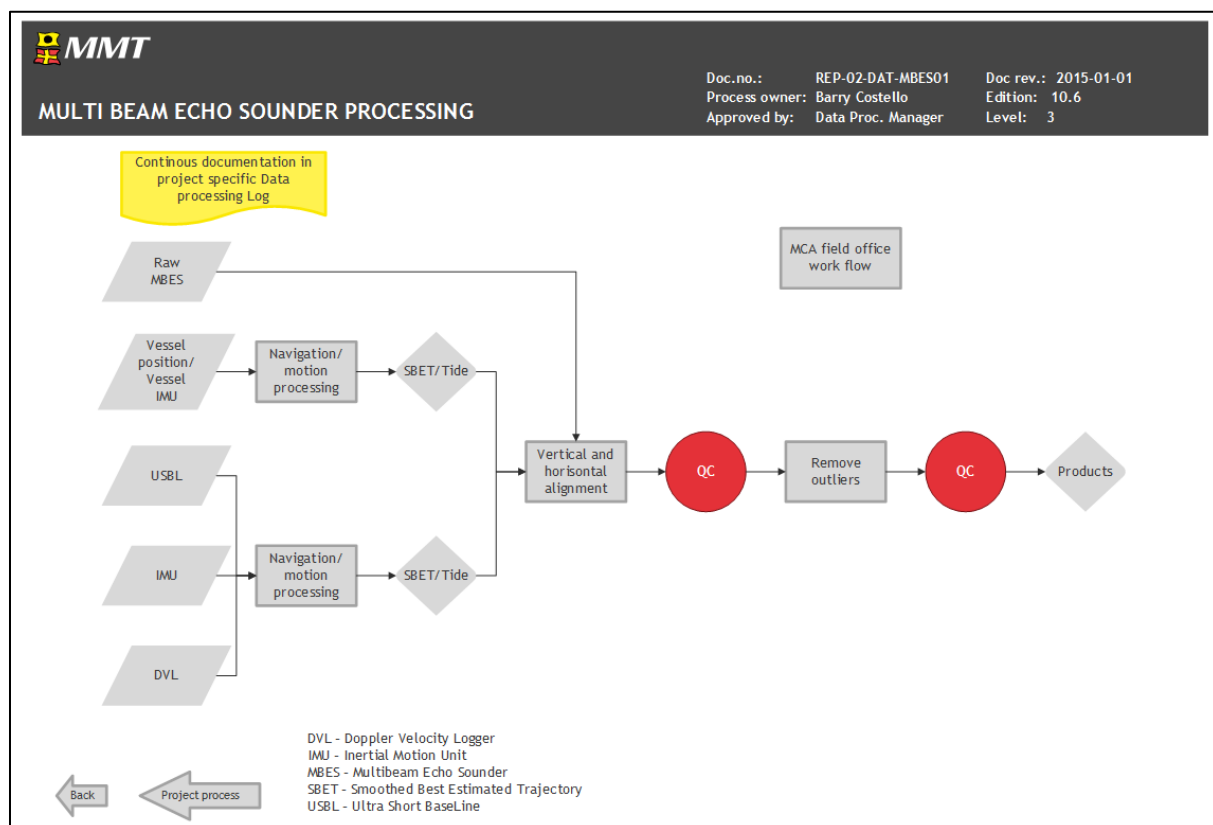 MMT
MULTI BEAM ECHO SOUNDER PROCESSING
Doc.no.: REP-02-DAT-MBES01 Doc rev.: 2015-01-01
Process owner: Barry Costello Edition: 10.6
Approved by: Data Proc. Manager Level: 3
Continous documentation in
project specific Data
processing Log
MCA field office
work flow
Raw
MBES
Vessel
position/
Vessel
IMU
Navigation/
motion
processing
SBET/Tide
USBL
IMU
DVL
Navigation/
motion
processing
SBET/Tide
Vertical and
horisontal
alignment
QC
Remove
outliers
QC
Products
DVL - Doppler Velocity Logger
IMU - Inertial Motion Unit
MBES - Multibeam Echo Sounder
SBET - Smoothed Best Estimated Trajectory
USBL - Ultra Short BaseLine
Back
Project process